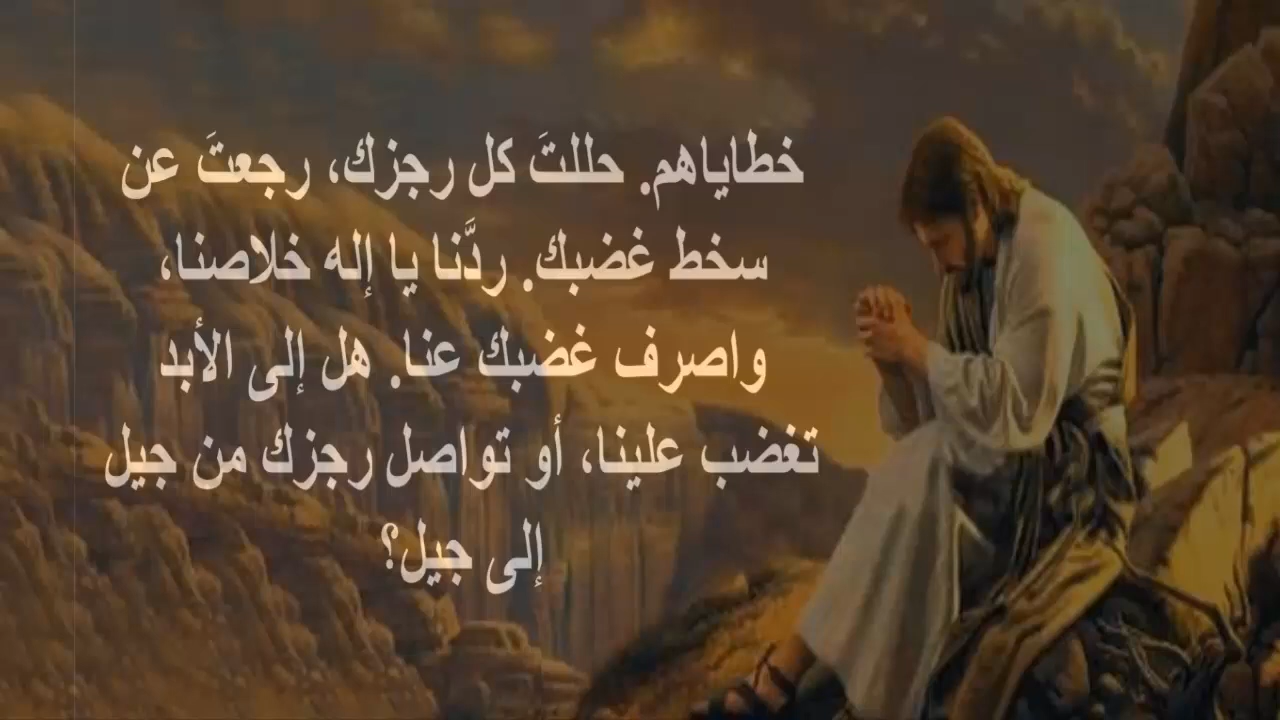 خطاياهم. حللتَ كل رجزك، رجعتَ عن
سخط غضبك. ردَّنا يا إله خلاصنا،
واصرف غضبك عنا. هل إلى الأبد
تغضب علينا، أو تواصل رجزك من جيل
إلى جيل؟